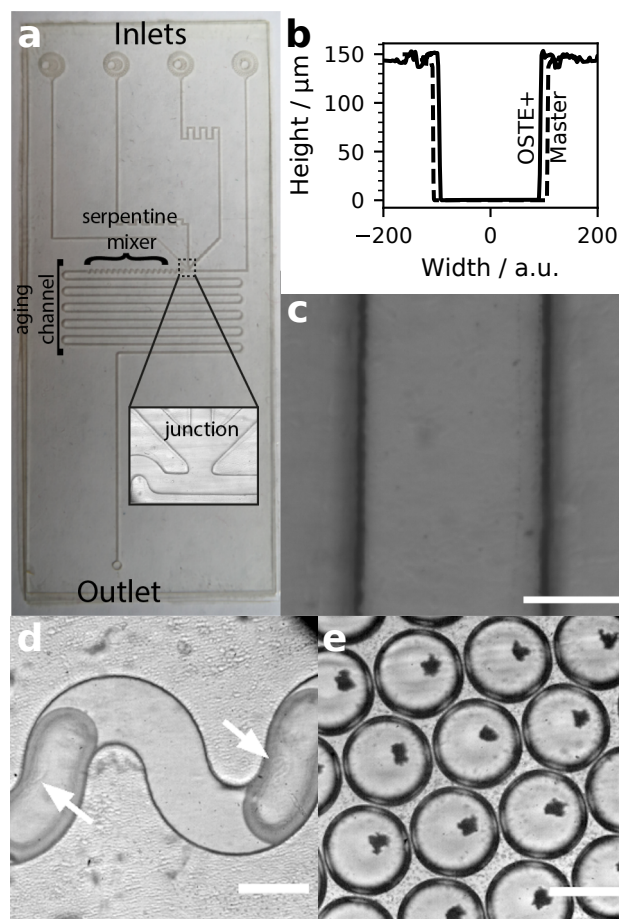 a
Inlets
serpentine
mixer
aging
channel
junction
Outlet
b
Height / µm
150
100
50
0
OSTE+
Master
−200
0
200
Width / a.u.
c
d
e